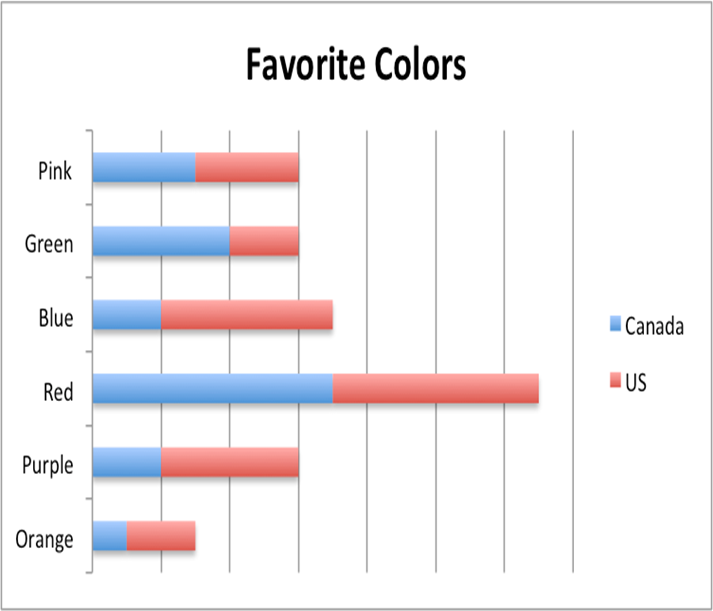 Favorite Colors
Pink
Green
Blue
Red
Purple
Orange
Canada
US